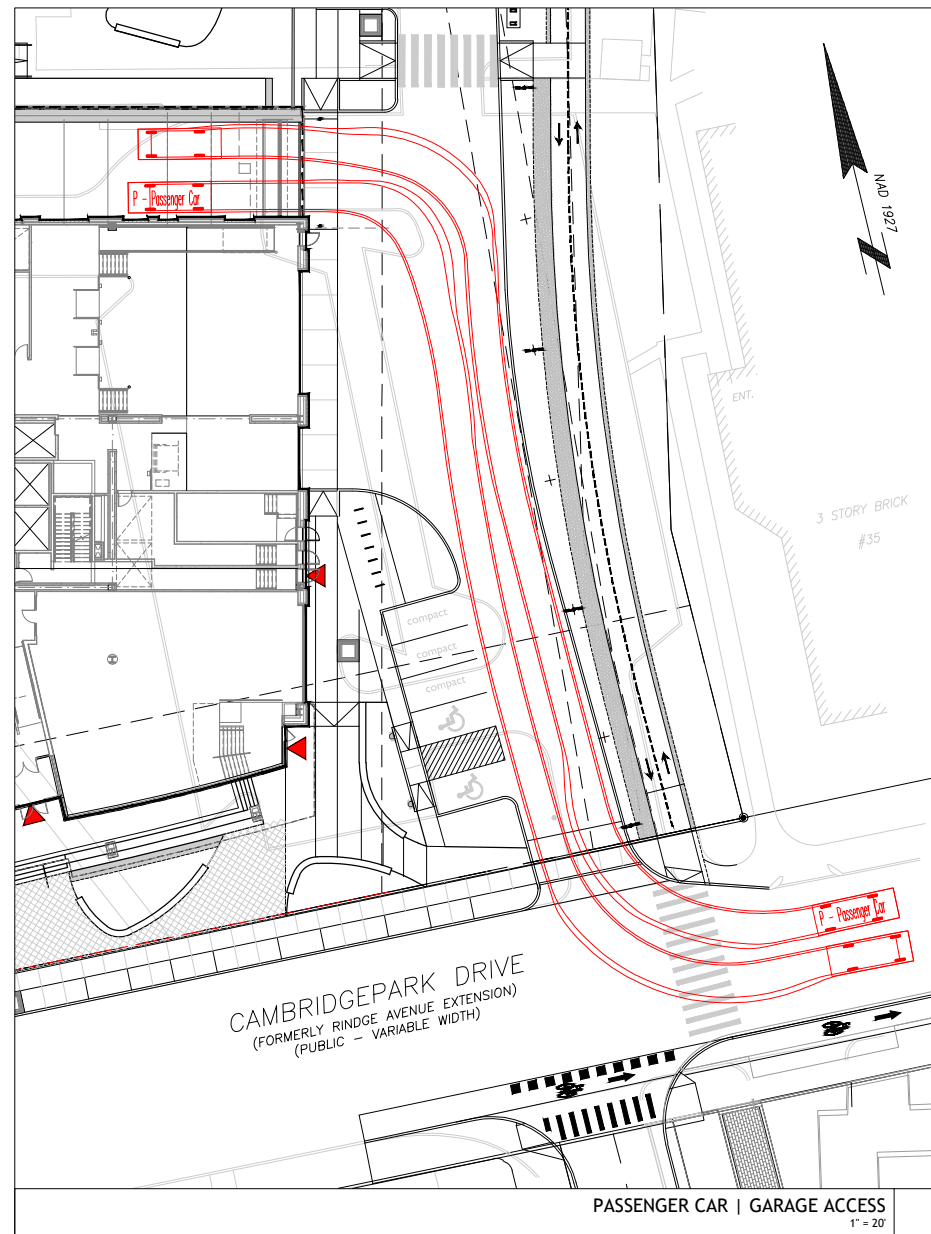 NAD 1927
P - Passenger Car
ENT.
3 STORY BRICK
#35
compact
compact
compact
P - Passenger Car
CAMBRIDGEPARK DRIVE
(FORMERLY RINDGE AVENUE EXTENSION)
(PUBLIC - VARIABLE WIDTH)
PASSENGER CAR | GARAGE ACCESS
1" = 20'